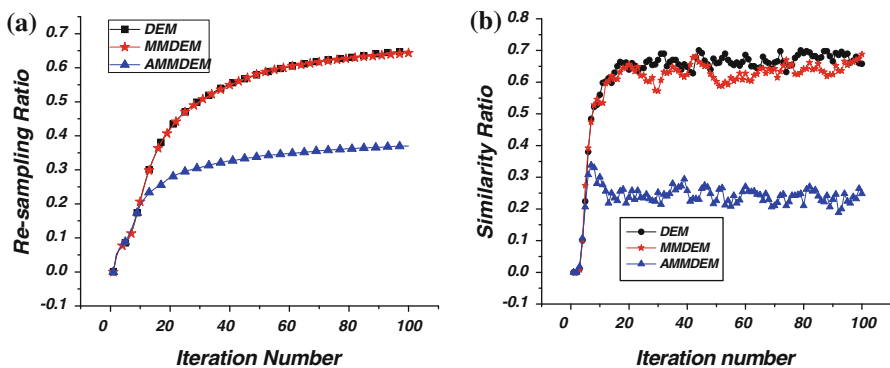 (a)
DEM
MMDEM
AMMDEM
Re-sampling Ratio
0.7
0.6
0.5
0.4
0.3
0.2
0.1
0.0
-0.1
0 20 40 60 80 100
Iteration Number
(b)
Similarity Ratio
0.8
0.7
0.6
0.5
0.4
0.3
0.2
0.1
0.0
-0.1
DEM
MMDEM
AMMDEM
0 20 40 60 80 100
Iteration number